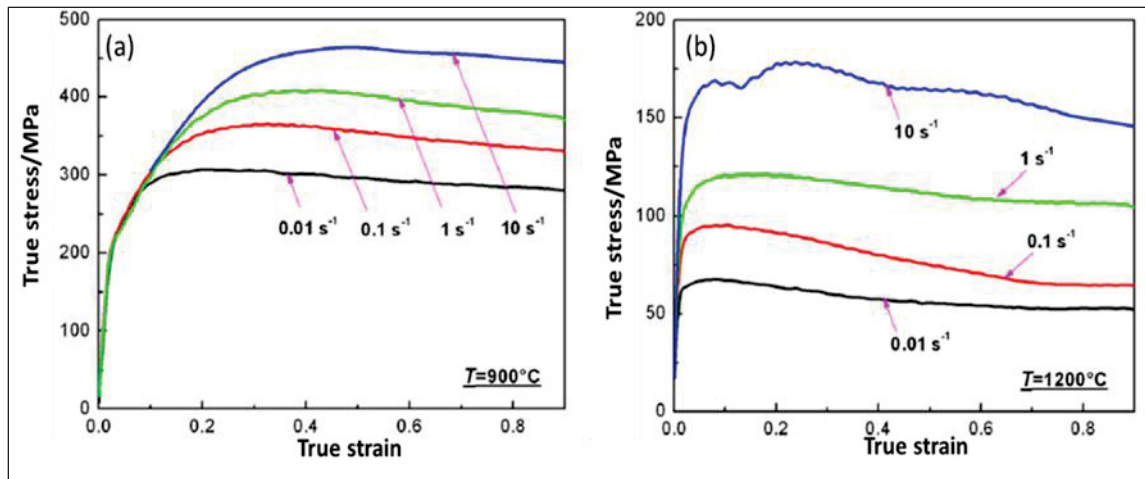 (a)
True stress/MPa
500
400
300
200
100
0
0.01 s⁻¹
0.1 s⁻¹
1 s⁻¹
10 s⁻¹
T=900°C
0.0
0.2
0.4
0.6
0.8
True strain
(b)
True stress/MPa
200
150
100
50
0
10 s⁻¹
1 s⁻¹
0.1 s⁻¹
0.01 s⁻¹
T=1200°C
0.0
0.2
0.4
0.6
0.8
True strain